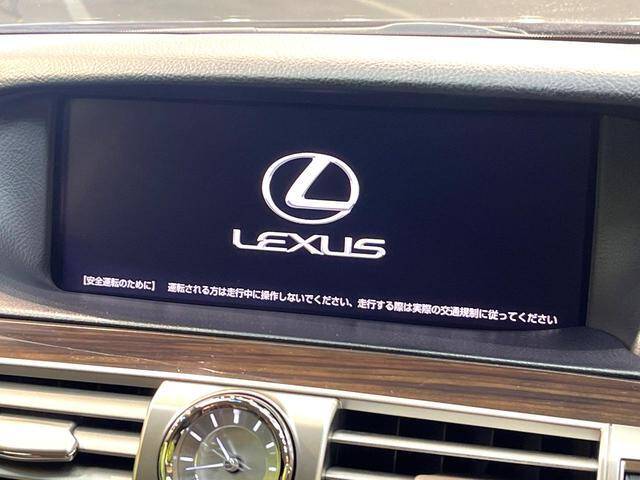 LEXUS
[安全運転のために] 運転される方は走行中に操作しないでください、走行する際は実際の交通規制に従ってください